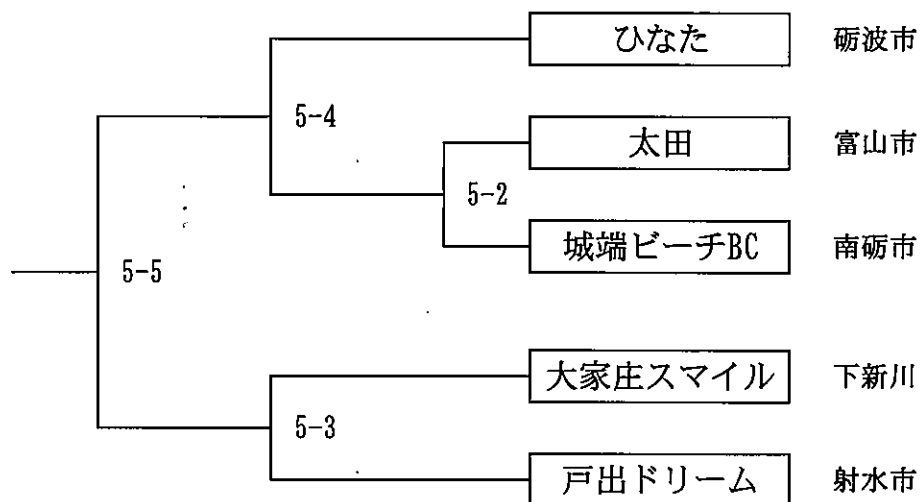 ひなた 砺波市
5-4
太田 富山市
5-2
城端ビーチBC 南砺市
5-5
大家庄スマイル 下新川
5-3
戸出ドリーム 射水市